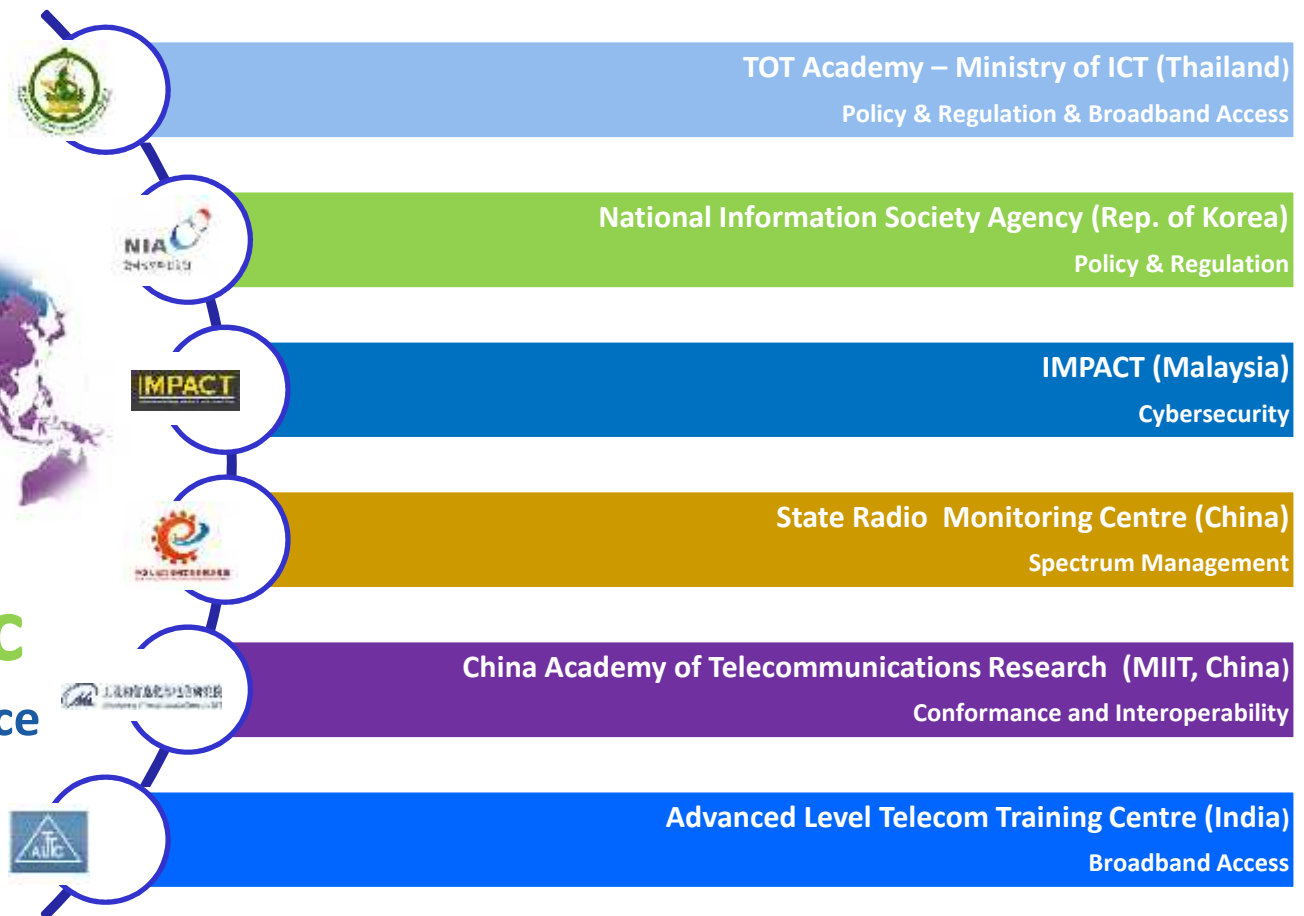 TOT Academy – Ministry of ICT (Thailand)
Policy & Regulation & Broadband Access
NIA
National Information Society Agency (Rep. of Korea)
Policy & Regulation
IMPACT
IMPACT (Malaysia)
Cybersecurity
State Radio  Monitoring Centre (China)
Spectrum Management
c
China Academy of Telecommunications Research  (MIIT, China)
Conformance and Interoperability
ce
ALTTC
Advanced Level Telecom Training Centre (India)
Broadband Access